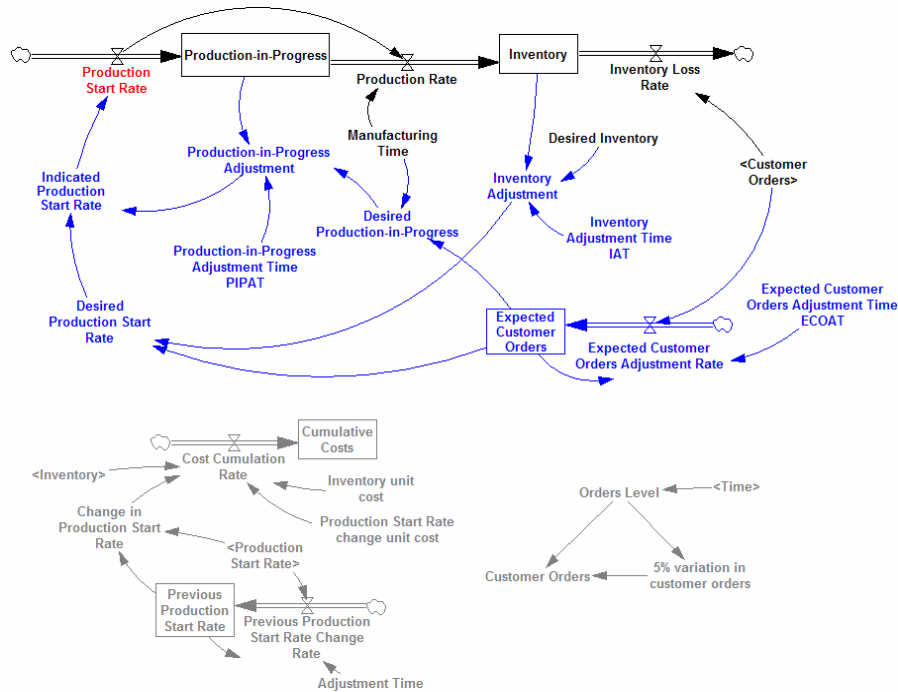 Production-in-Progress
Inventory
Production
Start Rate
Production Rate
Inventory Loss
Rate
Manufacturing
Time
Desired Inventory
<Customer
Orders>
Production-in-Progress
Adjustment
Indicated
Production
Start Rate
Inventory
Adjustment
Desired
Production-in-Progress
Inventory
Adjustment Time
IAT
Production-in-Progress
Adjustment Time
PIPAT
Desired
Production Start
Rate
Expected
Customer
Orders
Expected Customer
Orders Adjustment Time
ECOAT
Expected Customer
Orders Adjustment Rate
Cumulative
Costs
Cost Cumulation
Rate
<Inventory>
Inventory unit
cost
Change in
Production Start
Rate
Production Start Rate
change unit cost
<Production
Start Rate>
Previous
Production
Start Rate
Previous Production
Start Rate Change
Rate
Adjustment Time
Orders Level
<Time>
Customer Orders
5% variation in
customer orders